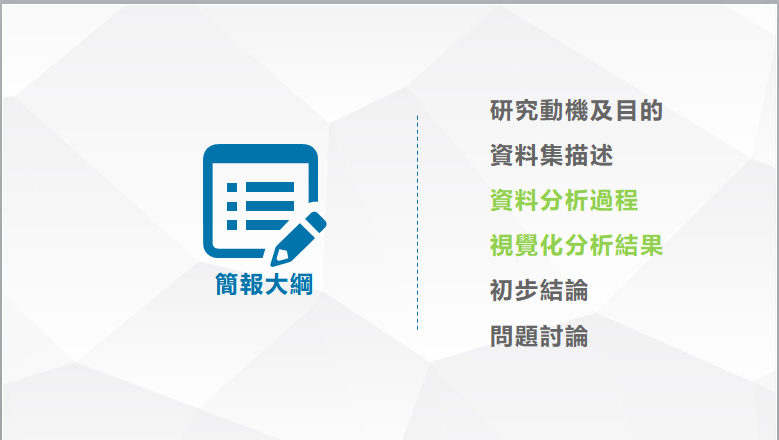 簡報大綱
研究動機及目的
資料集描述
資料分析過程
視覺化分析結果
初步結論
問題討論